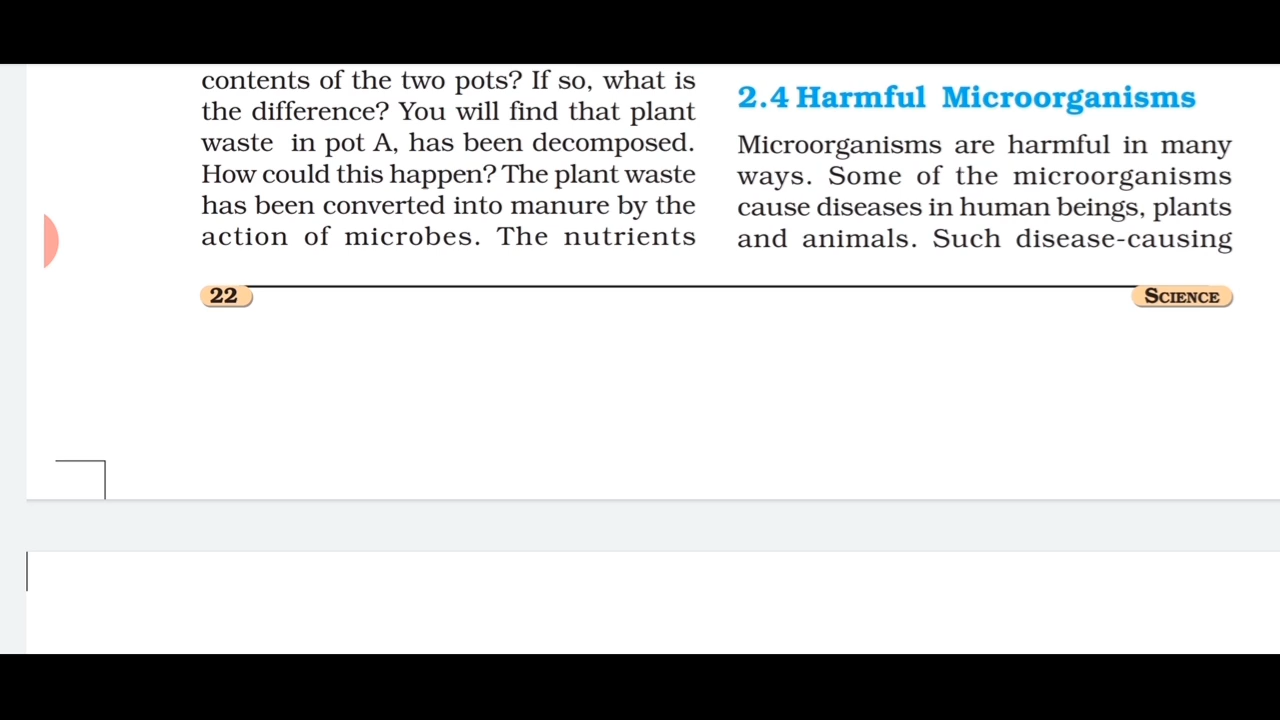 contents of the two pots? If so, what is
the difference? You will find that plant
waste in pot A, has been decomposed.
How could this happen? The plant waste
has been converted into manure by the
action of microbes. The nutrients
2.4 Harmful Microorganisms
Microorganisms are harmful in many
ways. Some of the microorganisms
cause diseases in human beings, plants
and animals. Such disease-causing
22
SCIENCE